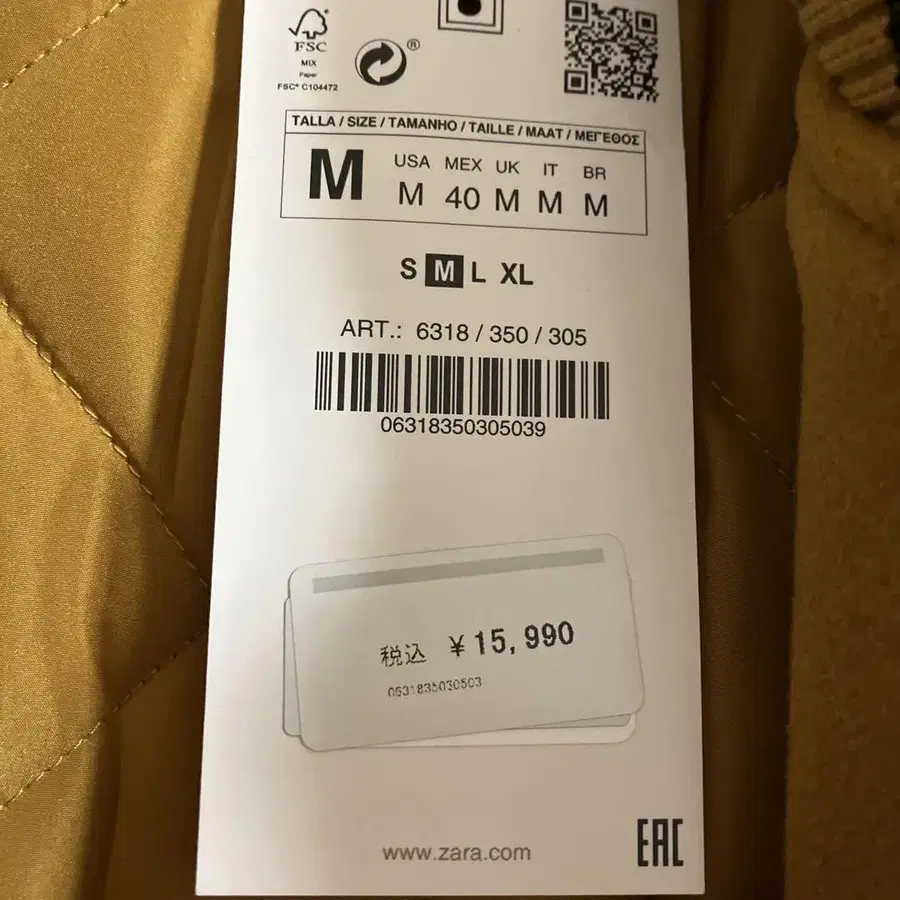 FSC
MIX
Paper
FSC® C104472
®
TALLA / SIZE / TAMANHO / TAILLE / MAAT / ΜΕΓΕΘΟΣ
M
USA MEX UK IT BR
M 40 M M M
S M L XL
ART.: 6318 / 350 / 305
06318350305039
税込 ¥15,990
0631835030503
www.zara.com
EAC